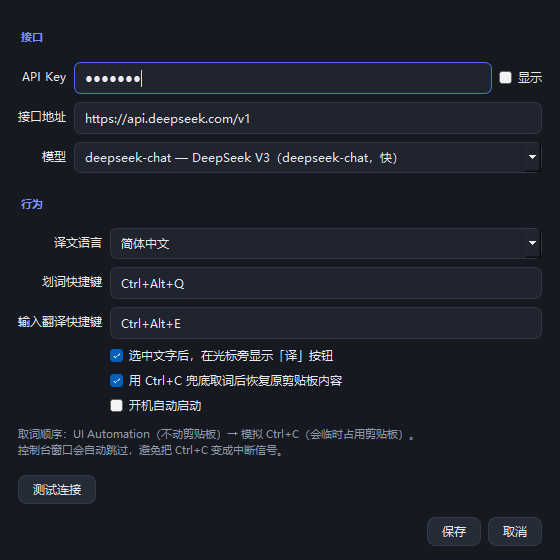 接口
API Key ●●●●●●● 显示
接口地址 https://api.deepseek.com/v1
模型 deepseek-chat — DeepSeek V3（deepseek-chat，快）
行为
译文语言 简体中文
划词快捷键 Ctrl+Alt+Q
输入翻译快捷键 Ctrl+Alt+E
选中文字后，在光标旁显示「译」按钮
用 Ctrl+C 兜底取词后恢复原剪贴板内容
开机自动启动
取词顺序：UI Automation（不动剪贴板）→ 模拟 Ctrl+C（会临时占用剪贴板）。
控制台窗口会自动跳过，避免把 Ctrl+C 变成中断信号。
测试连接
保存 取消